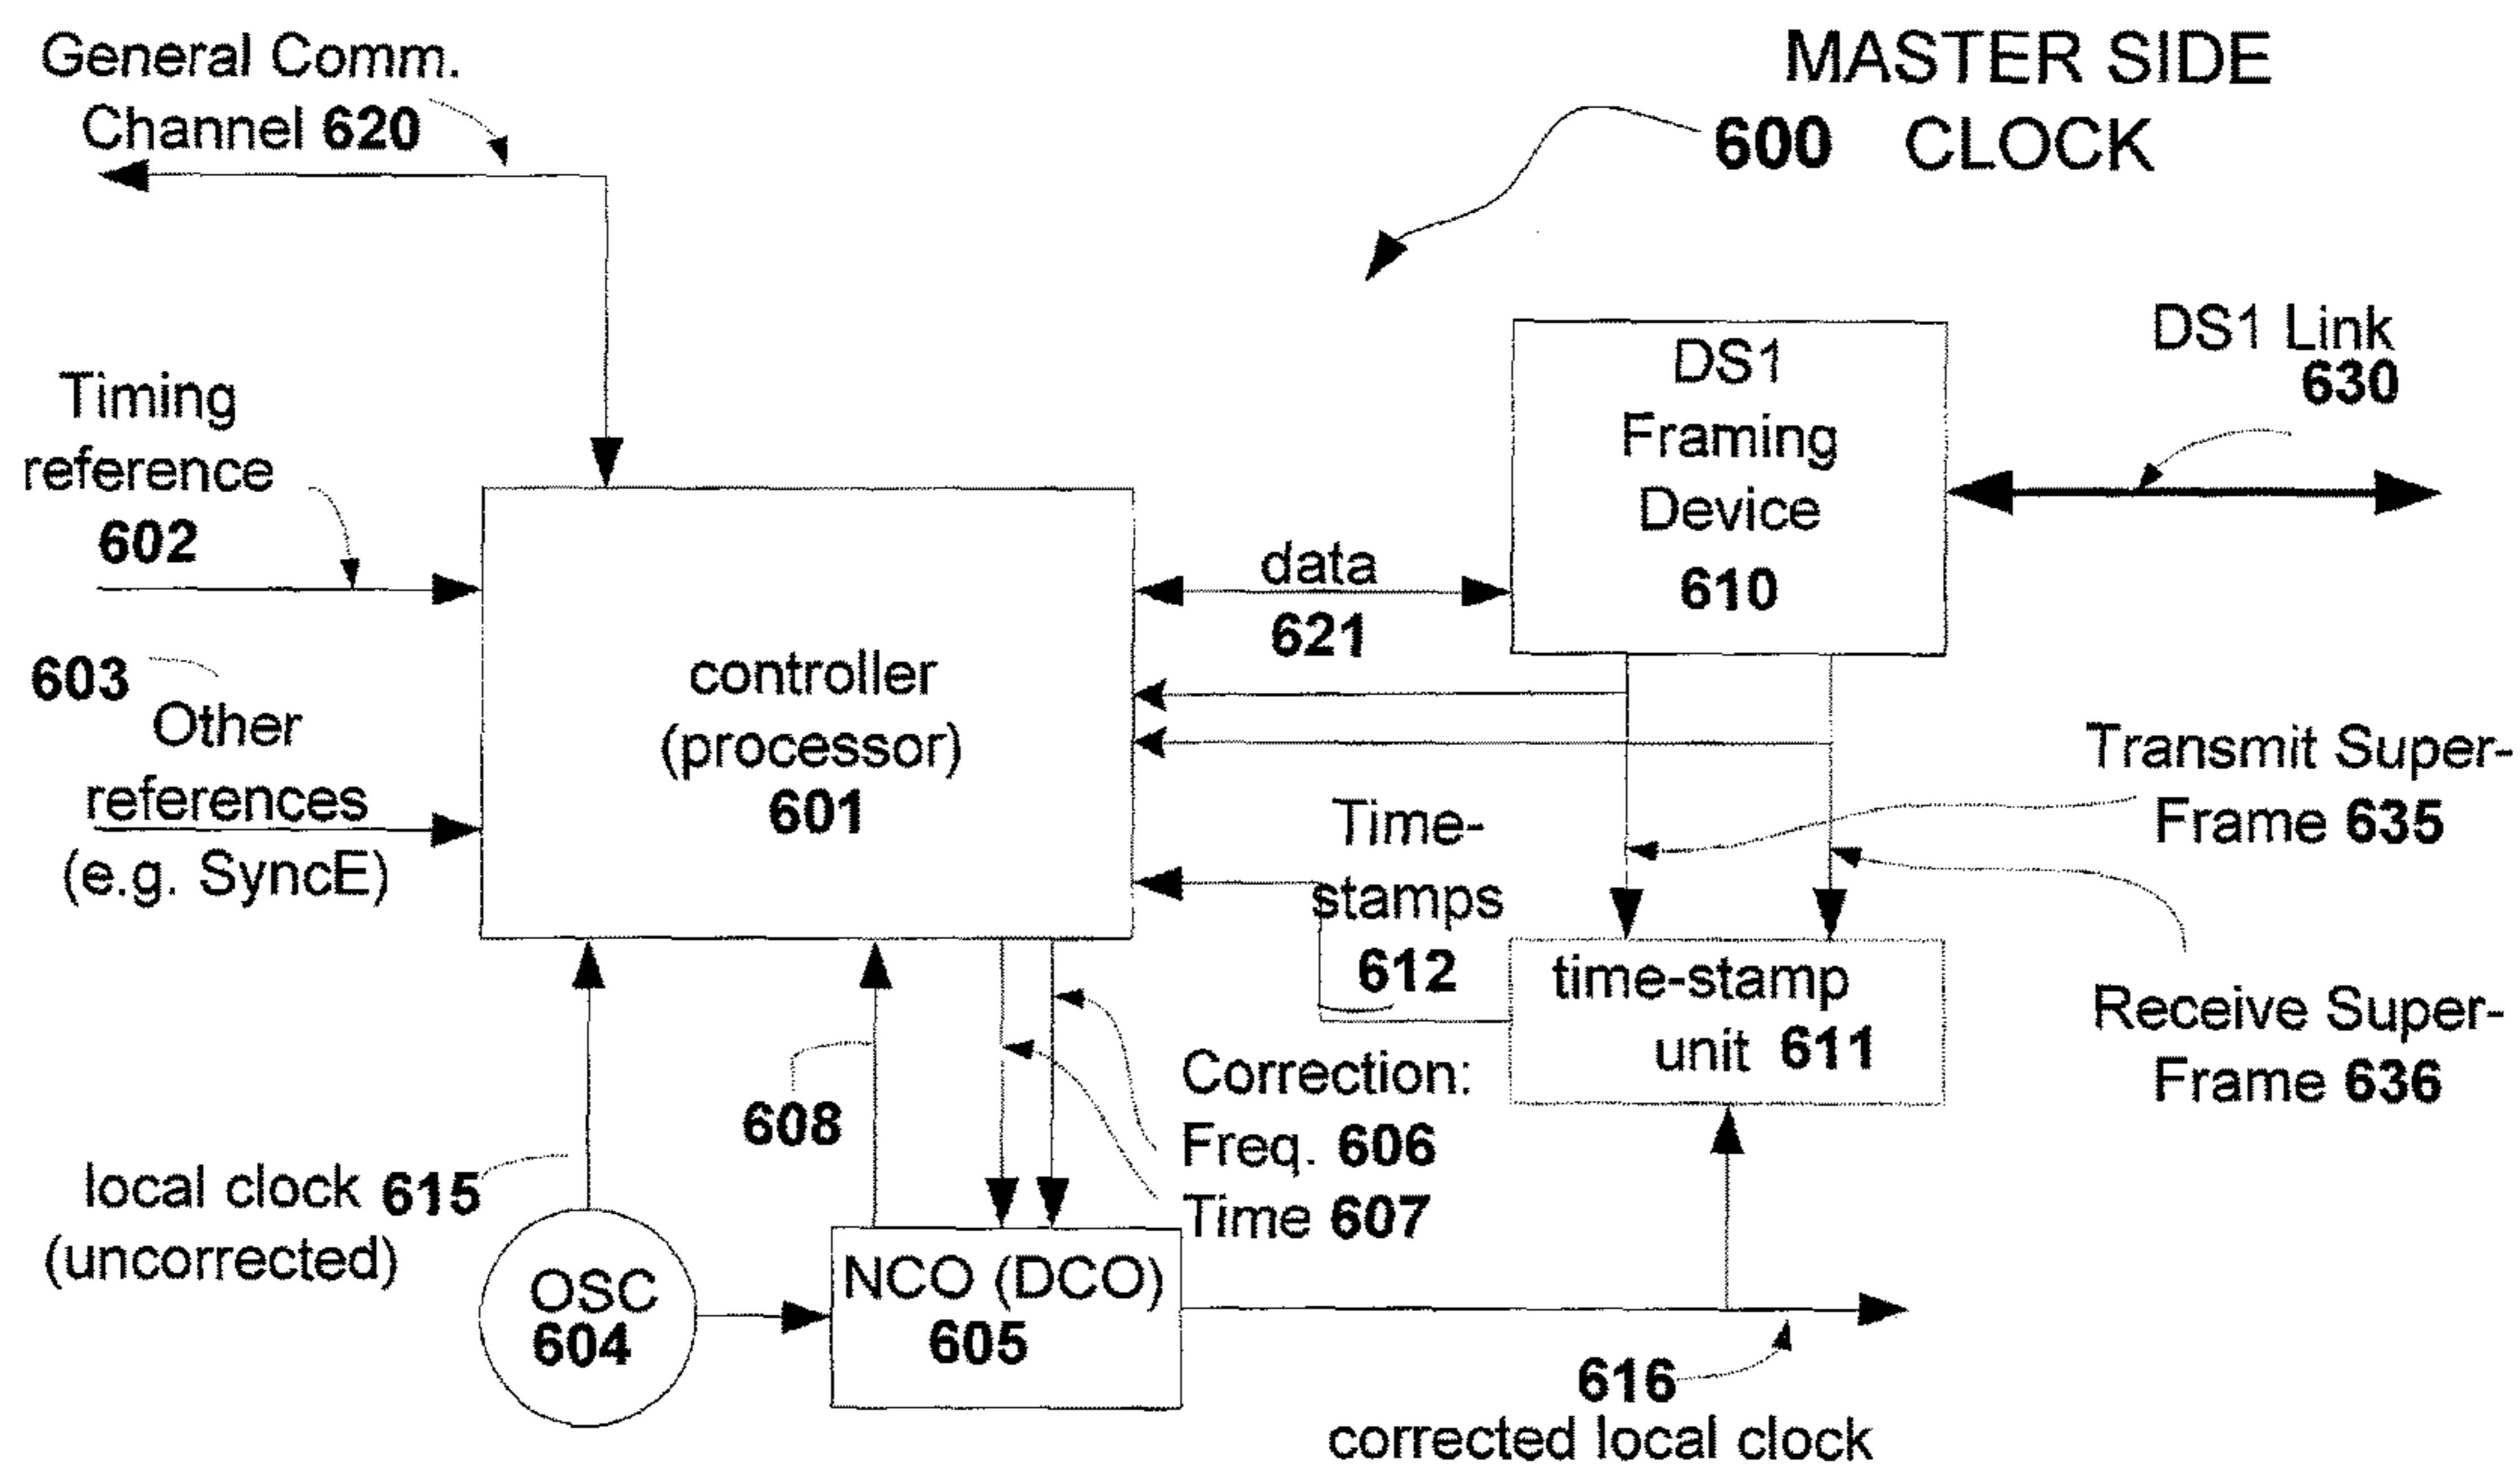 General Comm.
Channel 620
MASTER SIDE
600 CLOCK
Timing
reference
602
603
Other
references
(e.g. SyncE)
controller
(processor)
601
data
621
DS1
Framing
Device
610
DS1 Link
630
Transmit Super-
Frame 635
Receive Super-
Frame 636
Time-
stamps
612
time-stamp
unit 611
Correction:
Freq. 606
Time 607
608
local clock 615
(uncorrected)
OSC
604
NCO (DCO)
605
616
corrected local clock